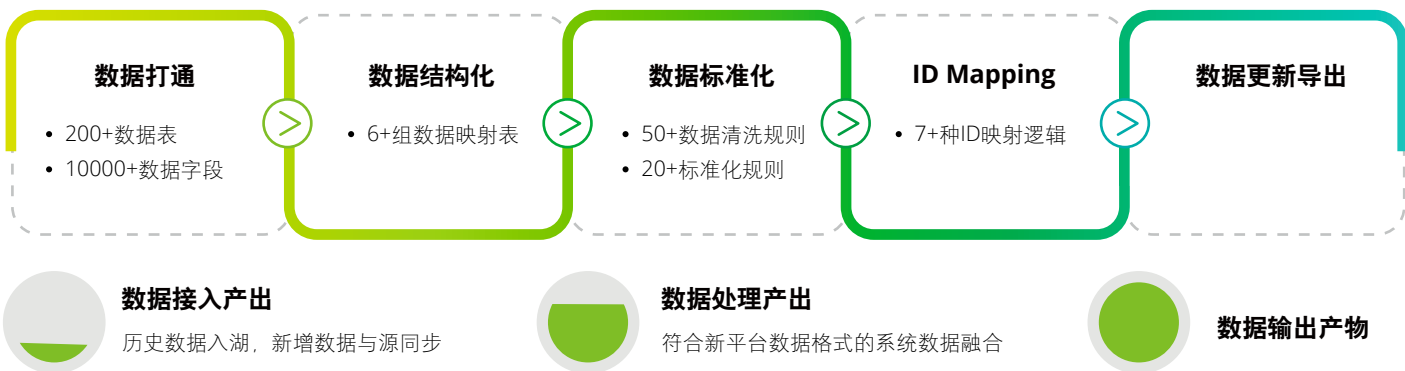 数据打通
• 200+数据表
• 10000+数据字段
数据结构化
• 6+组数据映射表
数据标准化
• 50+数据清洗规则
• 20+标准化规则
ID Mapping
• 7+种ID映射逻辑
数据更新导出
数据接入产出
历史数据入湖，新增数据与源同步
数据处理产出
符合新平台数据格式的系统数据融合
数据输出产物